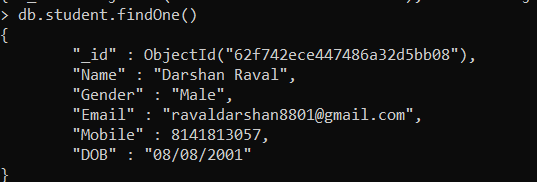 > db.student.findOne()
{
"_id" : ObjectId("62f742ece447486a32d5bb08"),
"Name" : "Darshan Raval",
"Gender" : "Male",
"Email" : "ravaldarshan8801@gmail.com",
"Mobile" : 8141813057,
"DOB" : "08/08/2001"
}